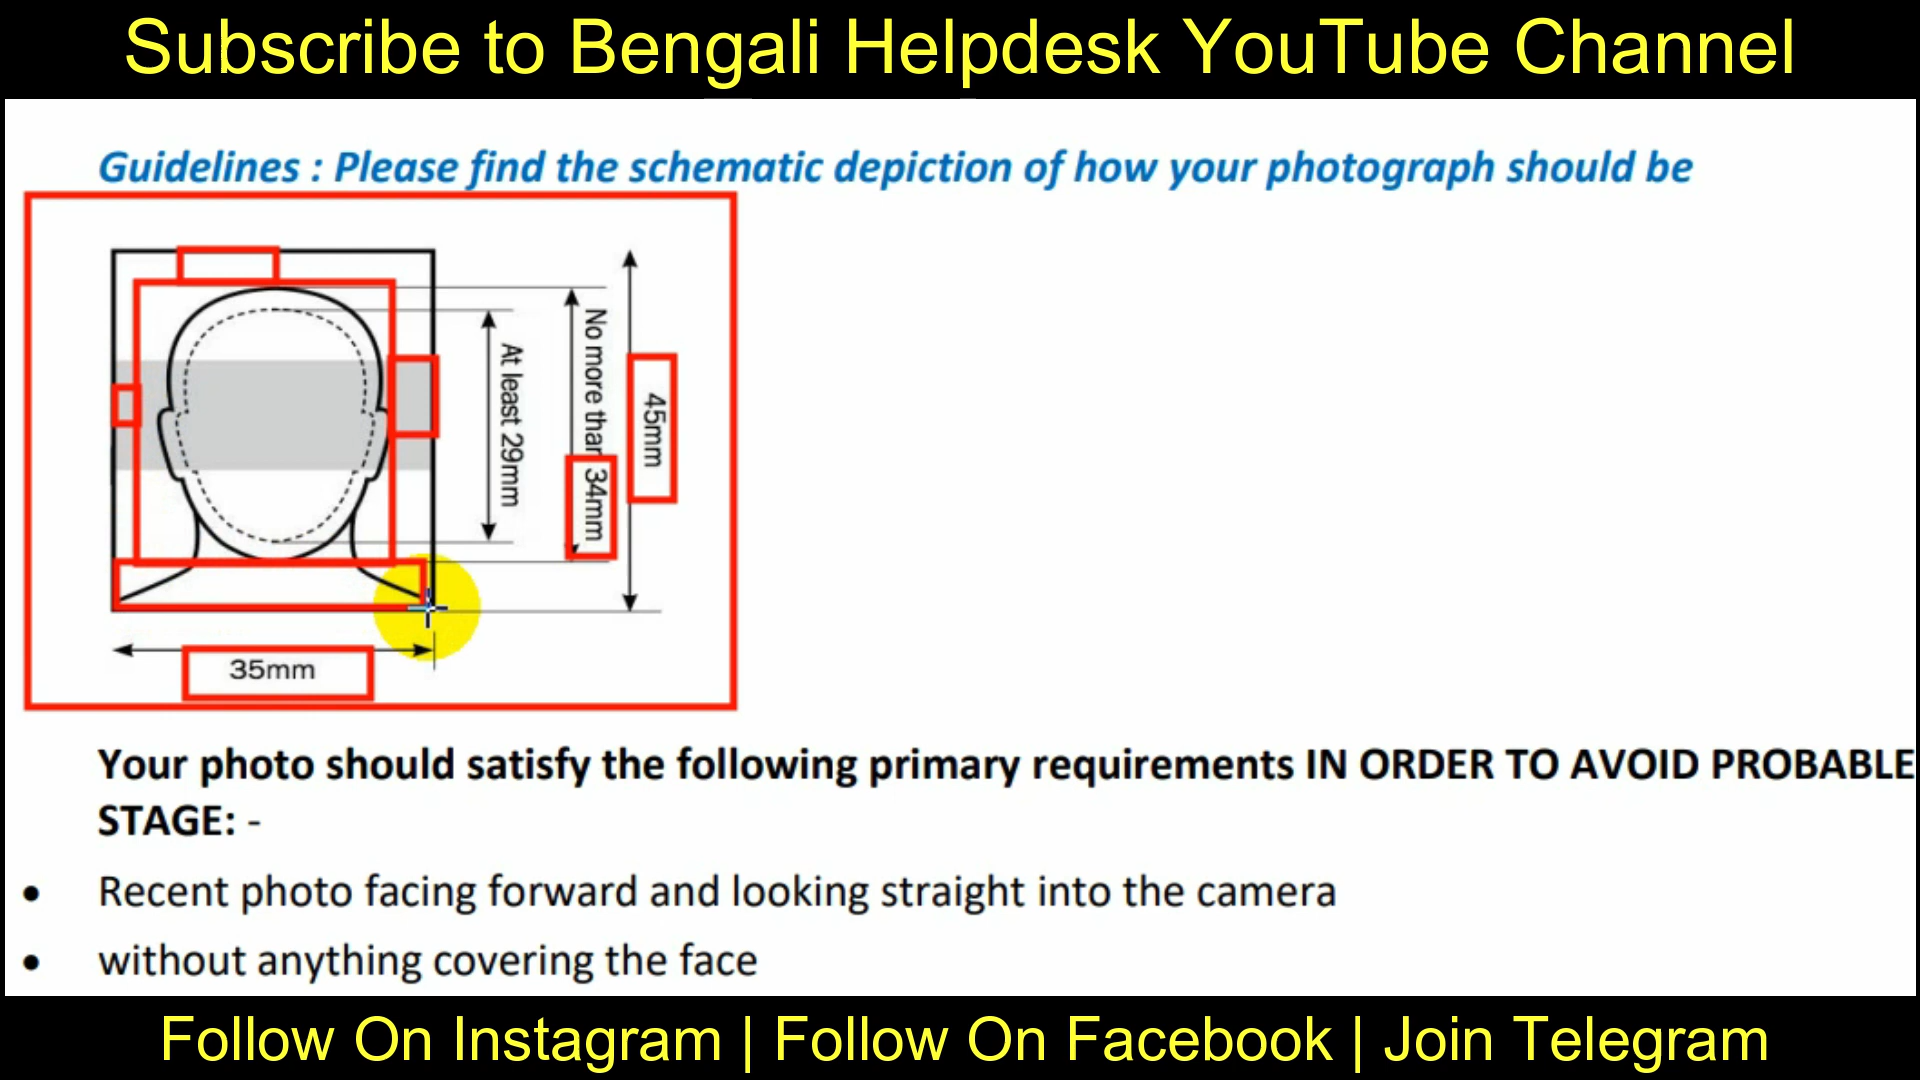 Subscribe to Bengali Helpdesk YouTube Channel
Guidelines : Please find the schematic depiction of how your photograph should be
At least 29mm
No more than 34mm
45mm
35mm
Your photo should satisfy the following primary requirements IN ORDER TO AVOID PROBABLE
STAGE: -
• Recent photo facing forward and looking straight into the camera
• without anything covering the face
Follow On Instagram | Follow On Facebook | Join Telegram